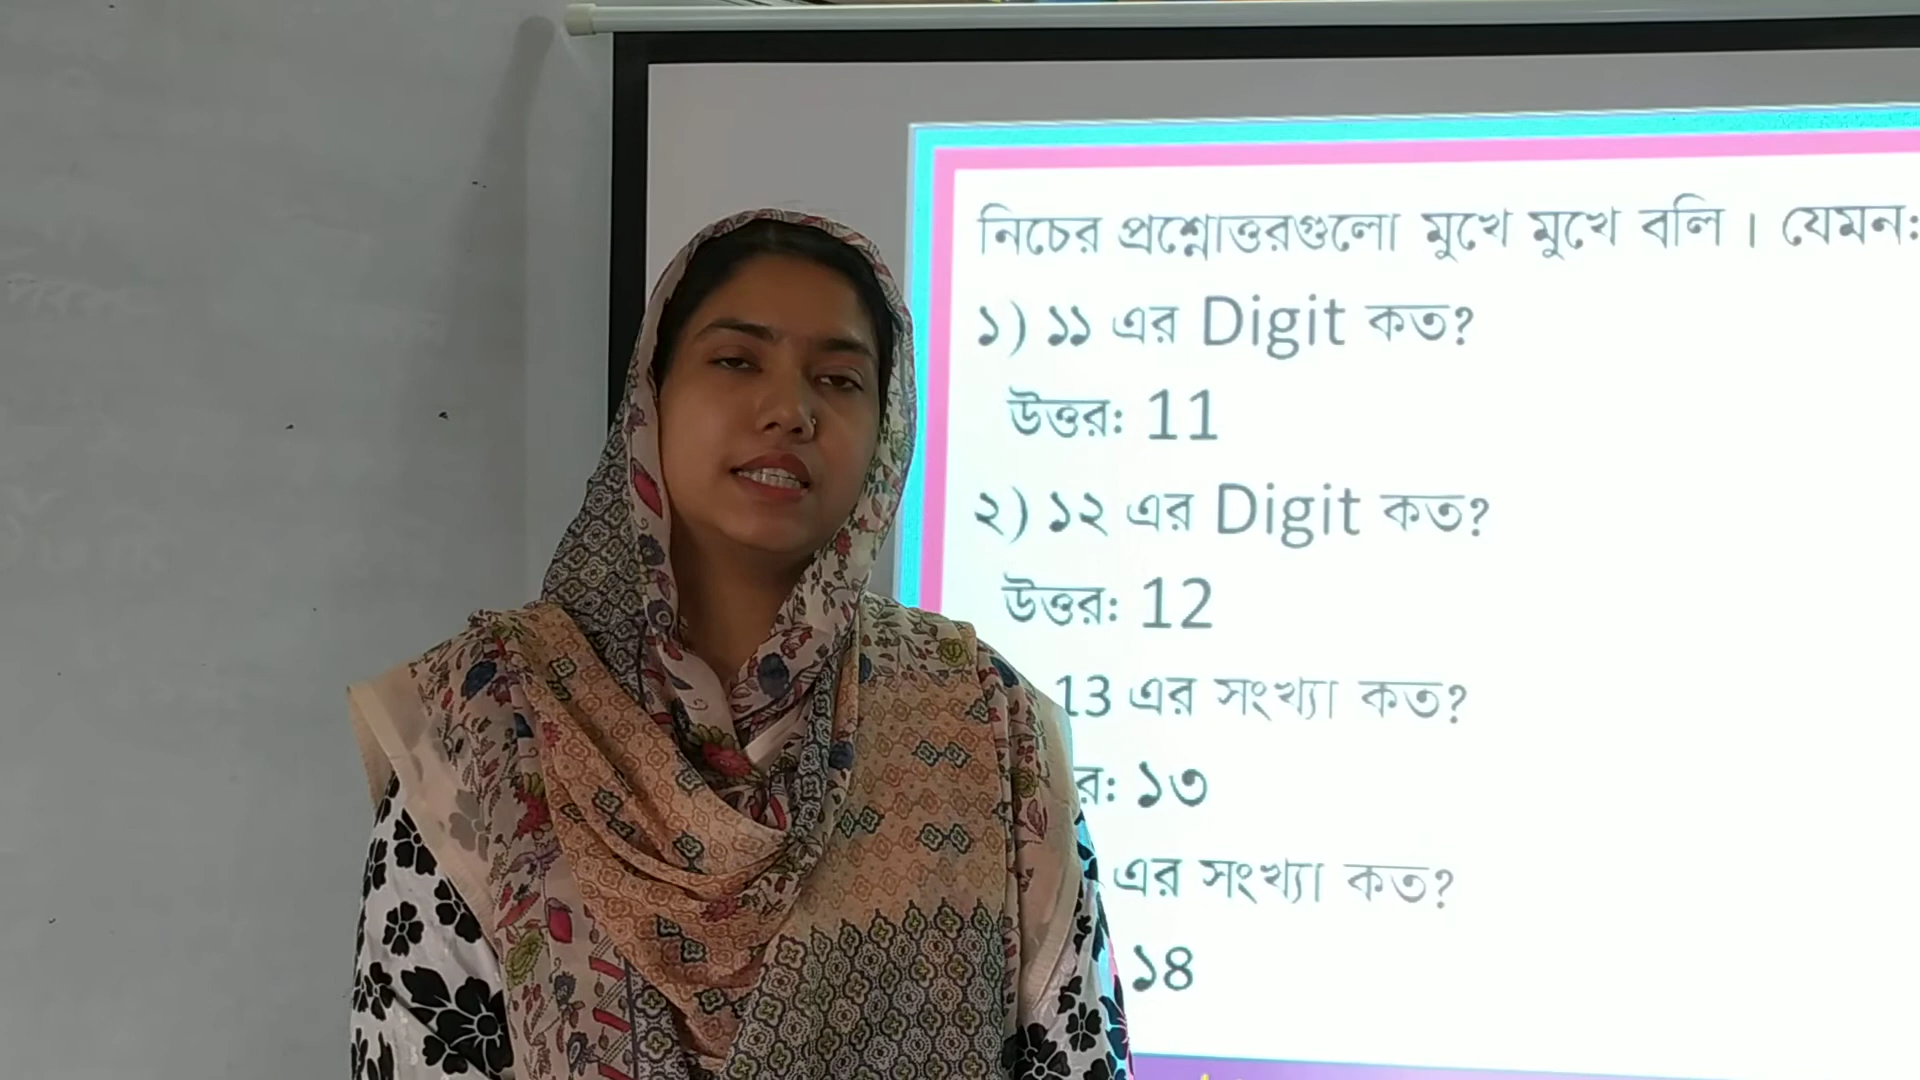 নিচের প্রশ্নোত্তরগুলো মুখে মুখে বলি। যেমন:
১) ১১ এর Digit কত?
উত্তর: 11
২) ১২ এর Digit কত?
উত্তর: 12
13 এর সংখ্যা কত?
র: ১৩
এর সংখ্যা কত?
১৪